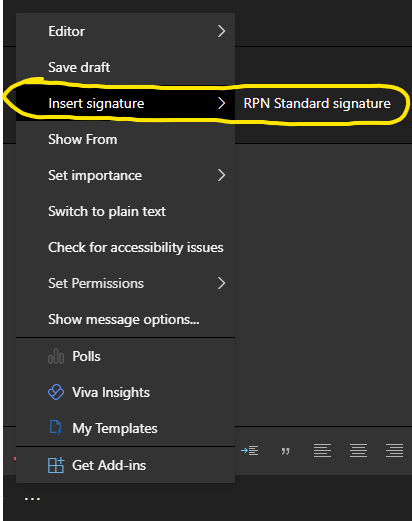 Editor
Save draft
Insert signature
RPN Standard signature
Show From
Set importance
Switch to plain text
Check for accessibility issues
Set Permissions
Show message options...
Polls
Viva Insights
My Templates
Get Add-ins